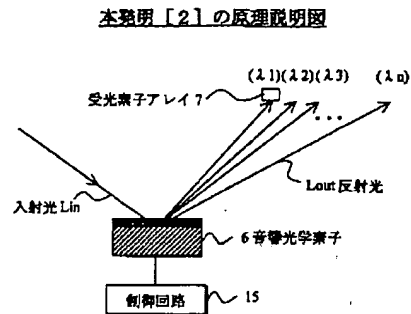 本発明［2］の原理説明図
(λ1)(λ2)(λ3) (λn)
受光素子アレイ7
...
Lout反射光
入射光Lin
6音響光学素子
制御回路 15